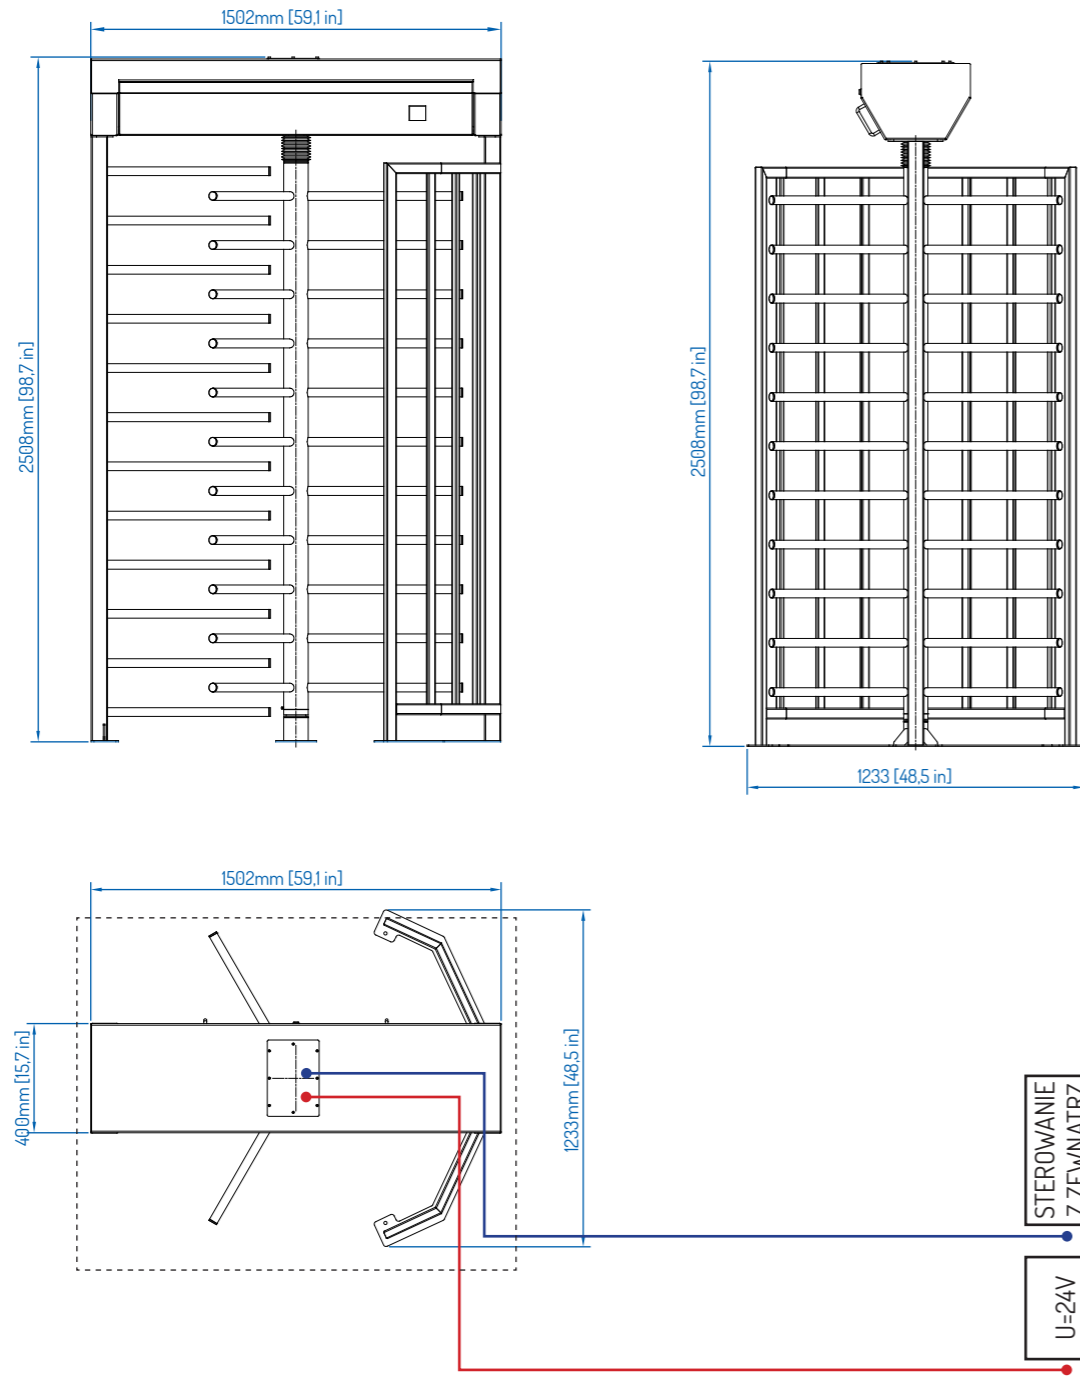 1502mm [59,1 in]
2508mm [98,7 in]
2508mm [98,7 in]
1233 [48,5 in]
1502mm [59,1 in]
400mm [15,7 in]
1233mm [48,5 in]
STEROWANIE
Z ZEWNATRZ
U=24V